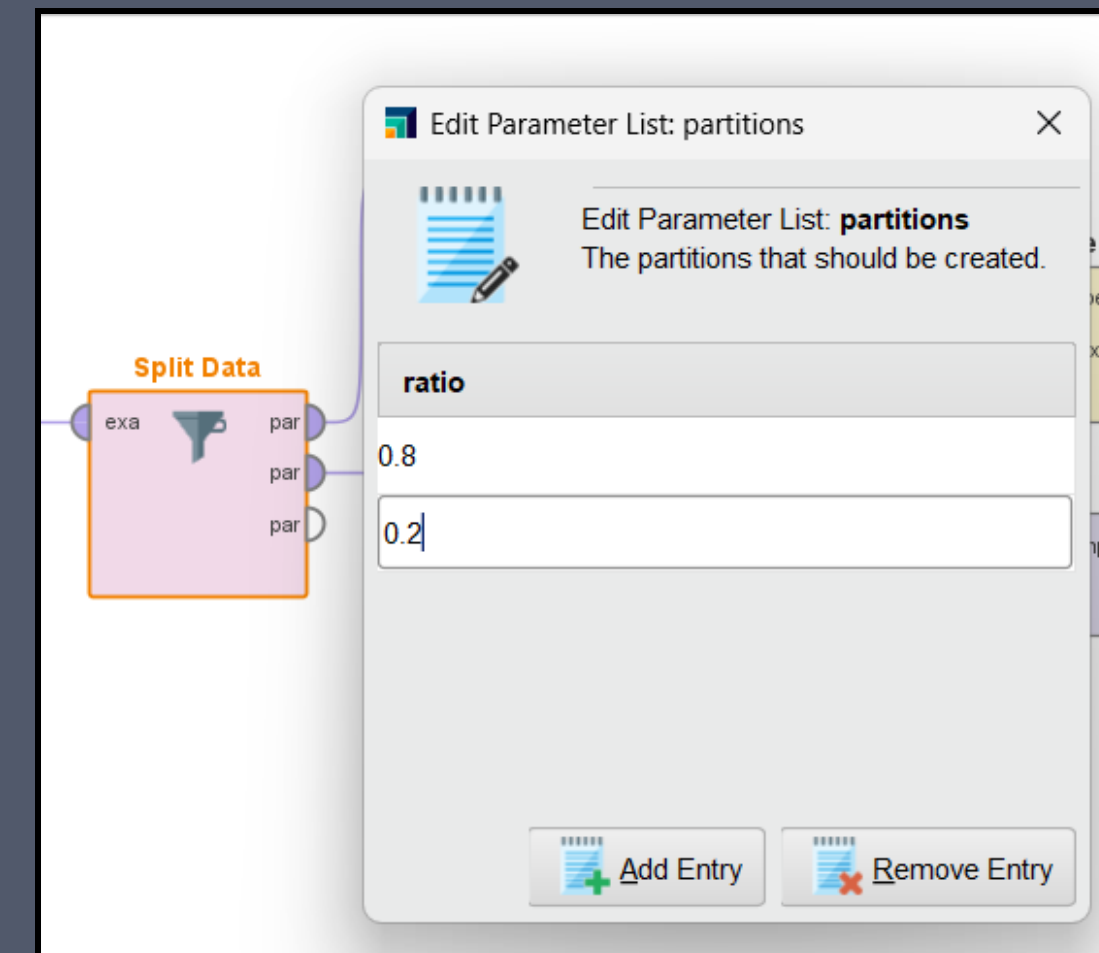 Edit Parameter List: partitions
Edit Parameter List: partitions
The partitions that should be created.
Split Data
exa
par
par
par
ratio
0.8
0.2
Add Entry
Remove Entry